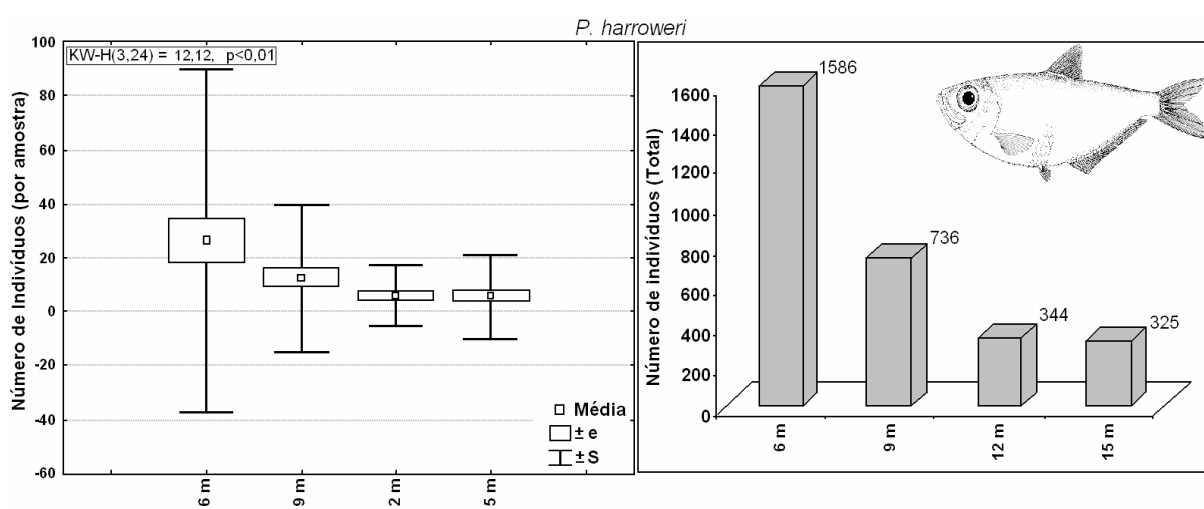 P. harroweri
KW-H(3,24) = 12,12, p<0,01
Número de Indivíduos (por amostra)
100
80
60
40
20
0
-20
-40
-60
6 m
9 m
2 m
5 m
Média
± e
± S
Número de indivíduos (Total)
1600
1400
1200
1000
800
600
400
200
0
1586
736
344
325
6 m
9 m
12 m
15 m